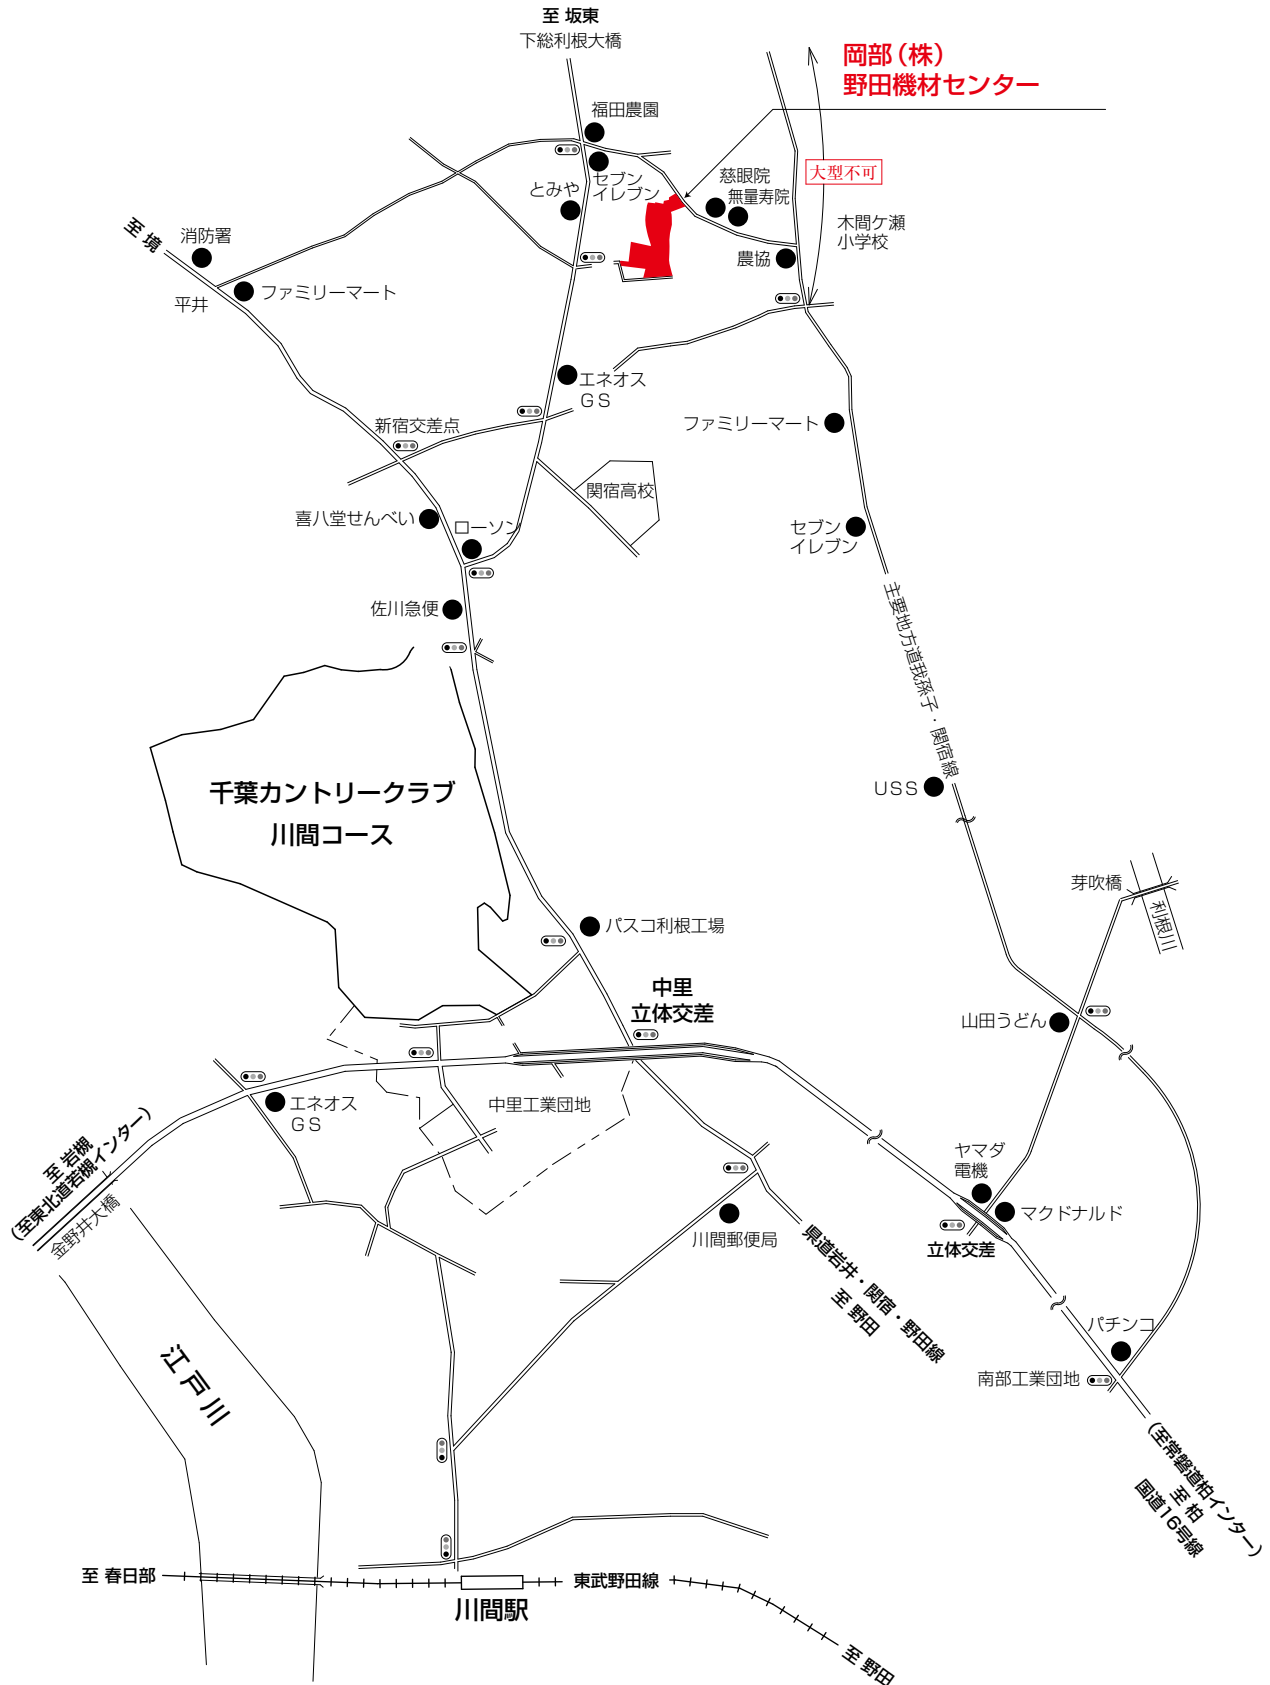 至 坂東
下総利根大橋
岡部（株）
野田機材センター
福田農園
セブン
イレブン
とみや
大型不可
慈眼院
無量寿院
木間ケ瀬
小学校
農協
至 境
消防署
ファミリーマート
平井
エネオス
ＧＳ
新宿交差点
ファミリーマート
関宿高校
喜八堂せんべい
ローソン
セブン
イレブン
佐川急便
主要地方道我孫子・関宿線
千葉カントリークラブ
川間コース
USS
芽吹橋
利根川
パスコ利根工場
中里
立体交差
山田うどん
エネオス
ＧＳ
中里工業団地
至 岩槻
(至東北道若槻インター)
金野井大橋
ヤマダ
電機
マクドナルド
立体交差
川間郵便局
県道岩井・関宿・野田線
至 野田
江戸川
パチンコ
南部工業団地
(至常磐道柏インター)
至 柏
国道16号線
至 春日部
東武野田線
川間駅
至 野田